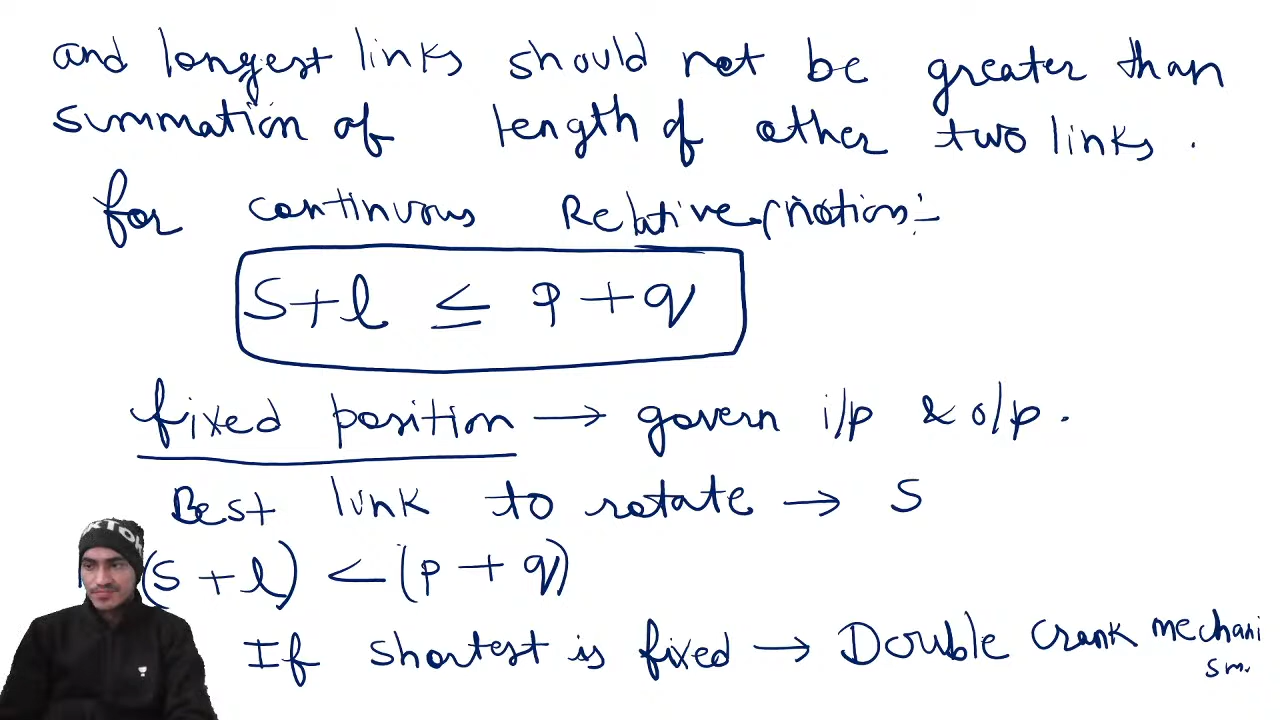 and longest links should not be greater than
summation of length of other two links.
for continuous Relative motion:-
S+l ≤ p+q
fixed position → govern i/p & o/p.
Best link to rotate → S
(S+l) < (p+q)
If shortest is fixed → Double crank mechani
sm.